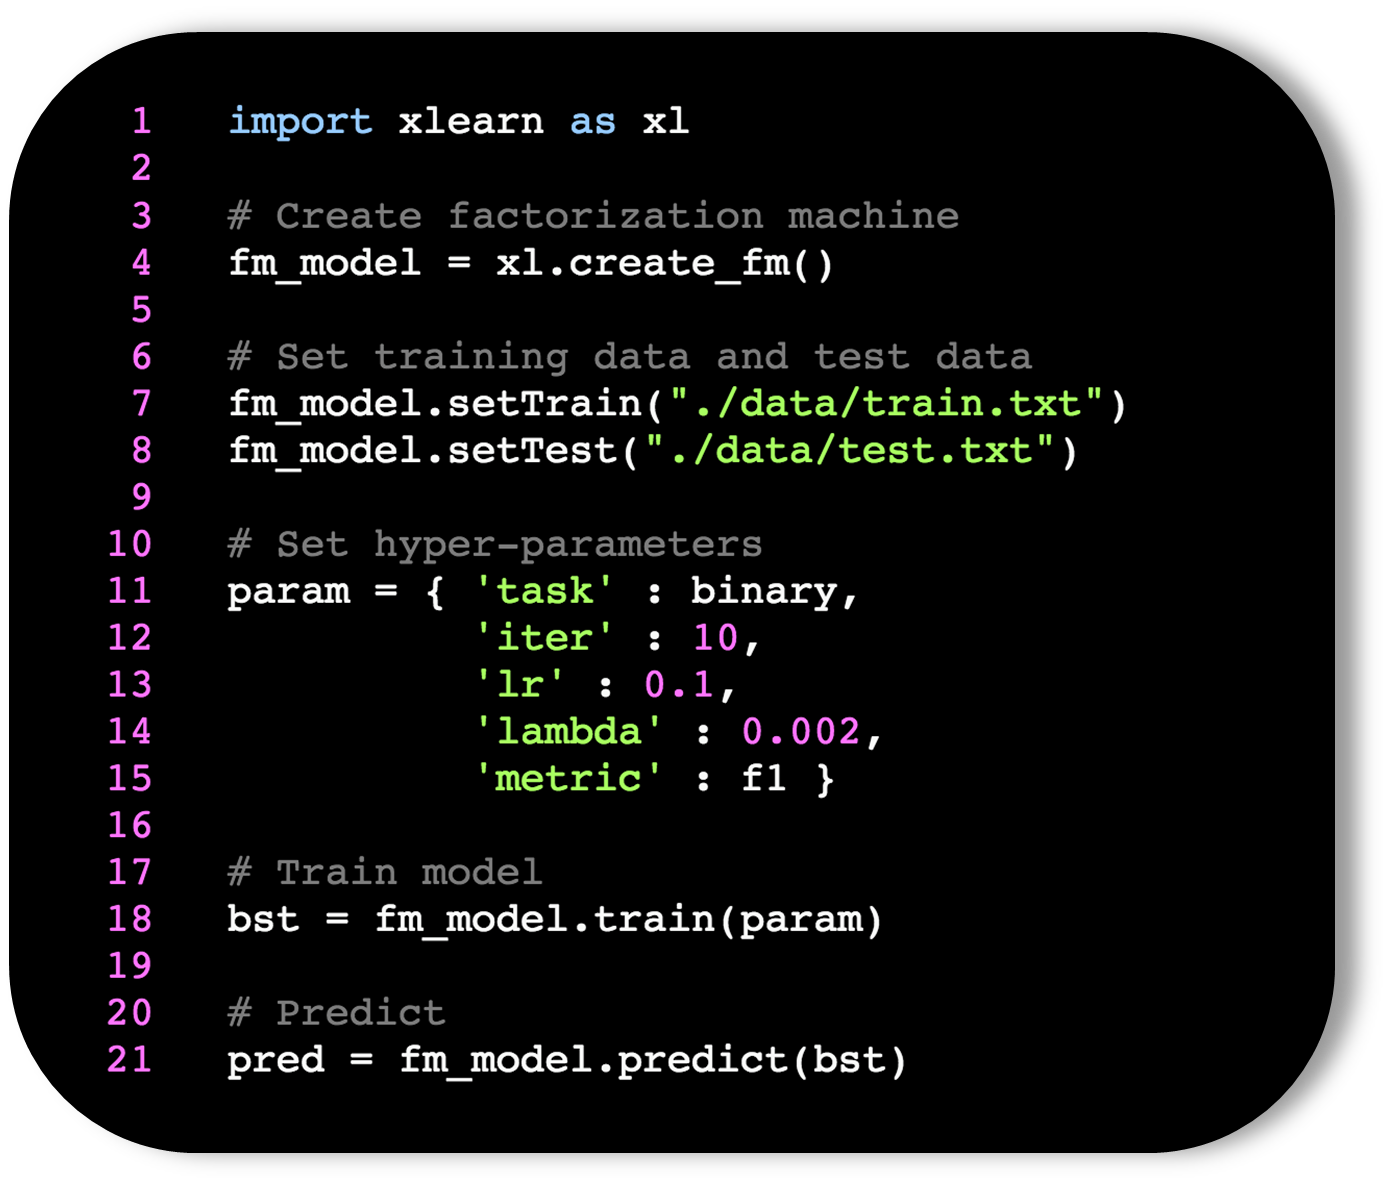 1 import xlearn as xl
2
3 # Create factorization machine
4 fm_model = xl.create_fm()
5
6 # Set training data and test data
7 fm_model.setTrain("./data/train.txt")
8 fm_model.setTest("./data/test.txt")
9
10 # Set hyper-parameters
11 param = { 'task' : binary,
12 'iter' : 10,
13 'lr' : 0.1,
14 'lambda' : 0.002,
15 'metric' : f1 }
16
17 # Train model
18 bst = fm_model.train(param)
19
20 # Predict
21 pred = fm_model.predict(bst)